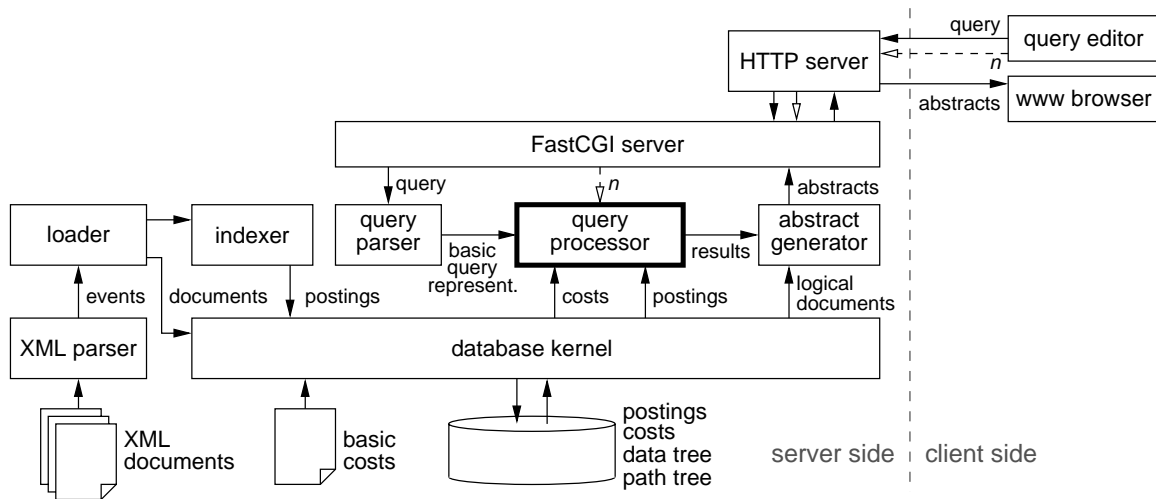 query
query editor
n
HTTP server
abstracts
www browser
FastCGI server
query
n
abstracts
loader
indexer
query
parser
query
processor
abstract
generator
basic
query
represent.
results
events
documents
postings
costs
postings
logical
documents
XML parser
database kernel
XML
documents
basic
costs
postings
costs
data tree
path tree
server side
client side